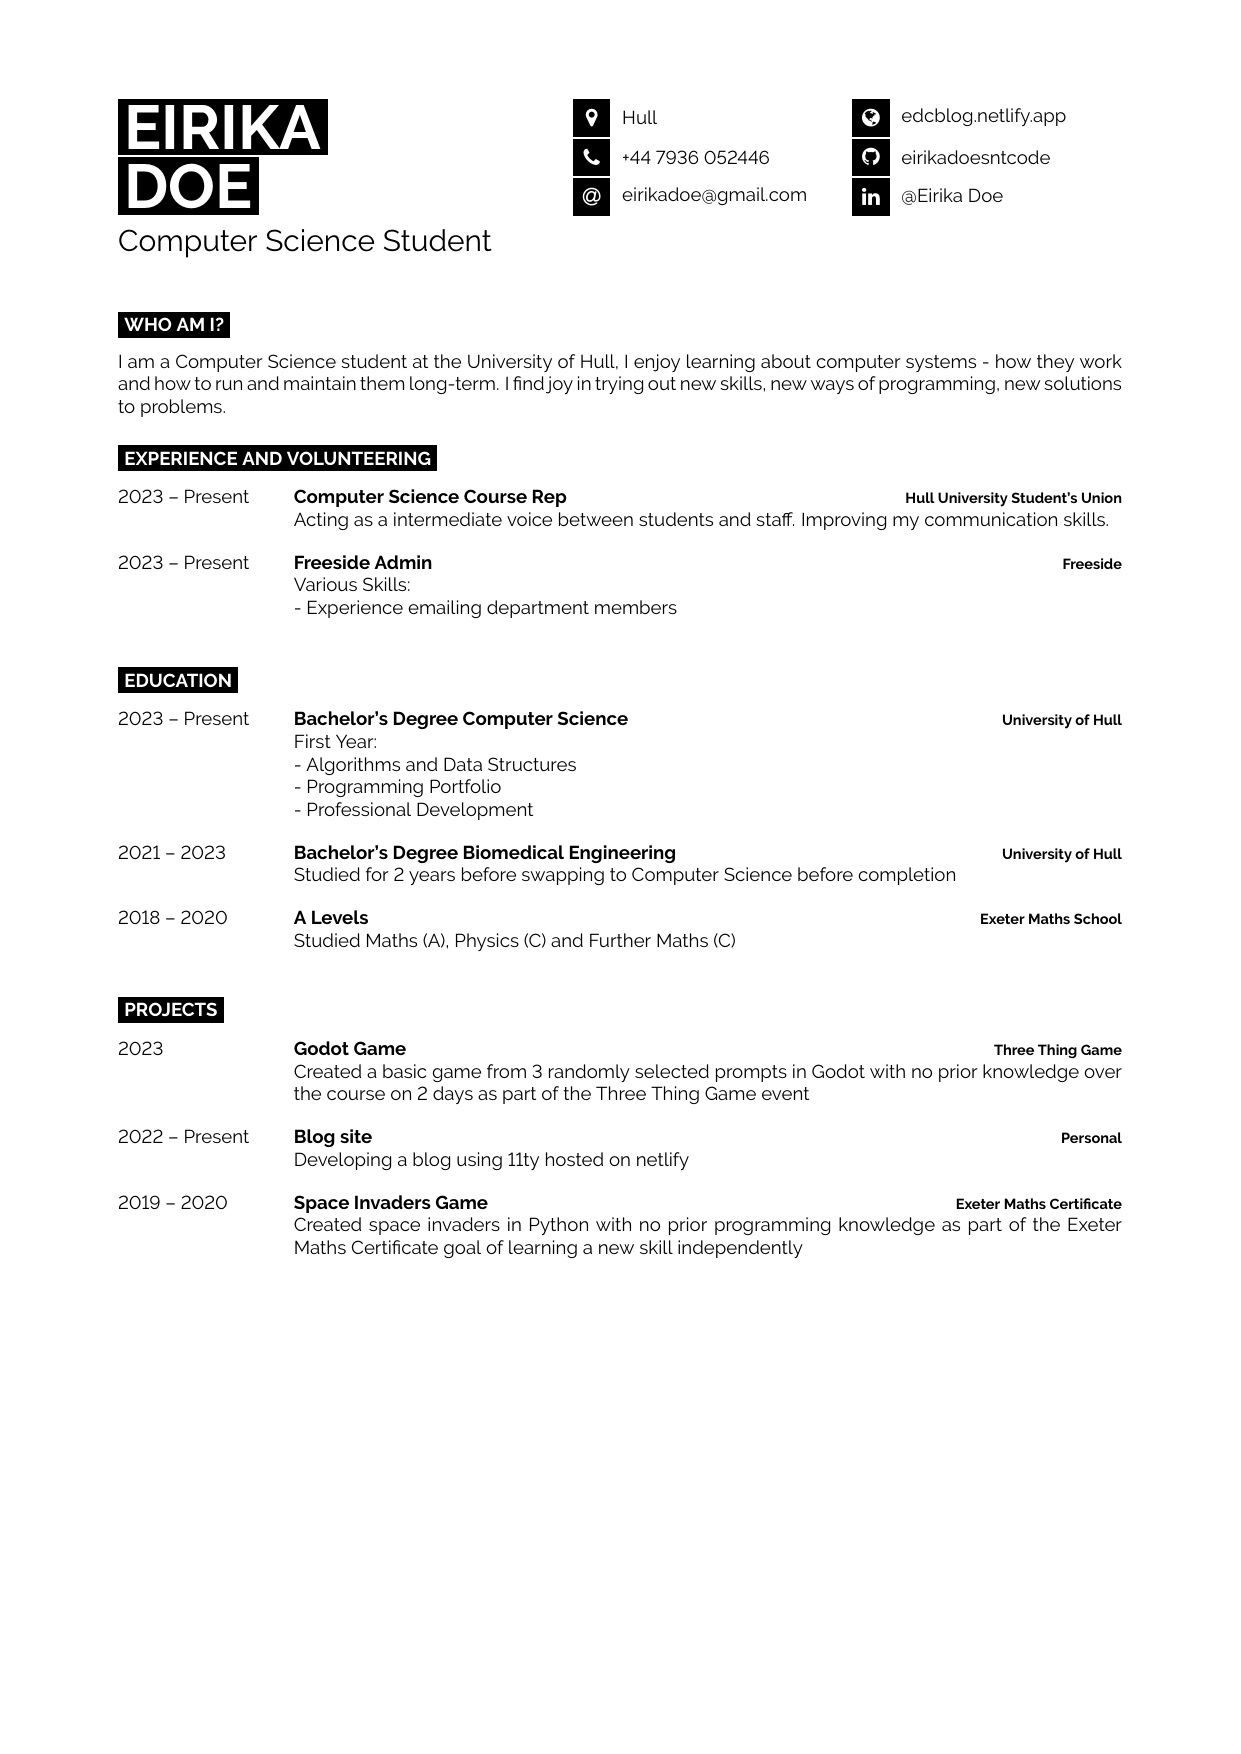 EIRIKA
DOE
Computer Science Student
Hull
+44 7936 052446
eirikadoe@gmail.com
edcblog.netlify.app
eirikadoesntcode
@Eirika Doe
WHO AM I?
I am a Computer Science student at the University of Hull, I enjoy learning about computer systems - how they work
and how to run and maintain them long-term. I find joy in trying out new skills, new ways of programming, new solutions
to problems.
EXPERIENCE AND VOLUNTEERING
2023 – Present Computer Science Course Rep Hull University Student's Union
Acting as a intermediate voice between students and staff. Improving my communication skills.
2023 – Present Freeside Admin Freeside
Various Skills:
- Experience emailing department members
EDUCATION
2023 – Present Bachelor's Degree Computer Science University of Hull
First Year:
- Algorithms and Data Structures
- Programming Portfolio
- Professional Development
2021 – 2023 Bachelor's Degree Biomedical Engineering University of Hull
Studied for 2 years before swapping to Computer Science before completion
2018 – 2020 A Levels Exeter Maths School
Studied Maths (A), Physics (C) and Further Maths (C)
PROJECTS
2023 Godot Game Three Thing Game
Created a basic game from 3 randomly selected prompts in Godot with no prior knowledge over
the course on 2 days as part of the Three Thing Game event
2022 – Present Blog site Personal
Developing a blog using 11ty hosted on netlify
2019 – 2020 Space Invaders Game Exeter Maths Certificate
Created space invaders in Python with no prior programming knowledge as part of the Exeter
Maths Certificate goal of learning a new skill independently